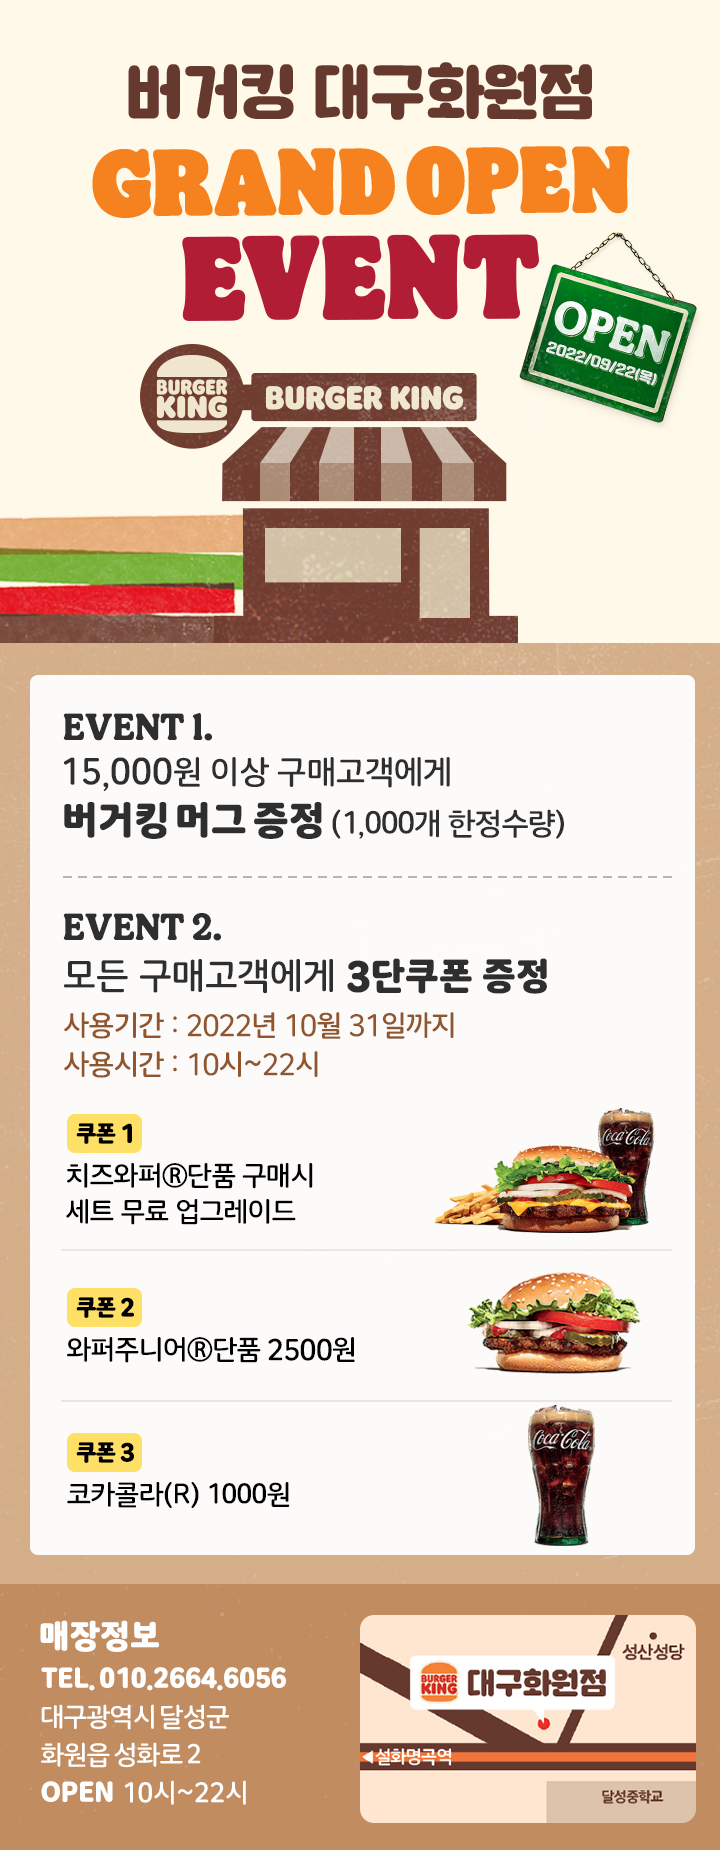 버거킹 대구화원점
GRAND OPEN
EVENT
OPEN
2022/09/22(목)
BURGER
KING
BURGER KING
EVENT 1.
15,000원 이상 구매고객에게
버거킹 머그 증정 (1,000개 한정수량)
EVENT 2.
모든 구매고객에게 3단쿠폰 증정
사용기간 : 2022년 10월 31일까지
사용시간 : 10시~22시
쿠폰 1
치즈와퍼®단품 구매시
세트 무료 업그레이드
Coca-Cola
쿠폰 2
와퍼주니어®단품 2500원
쿠폰 3
코카콜라(R) 1000원
Coca-Cola
매장정보
TEL. 010.2664.6056
대구광역시 달성군
화원읍 성화로 2
OPEN 10시~22시
성산성당
BURGER
KING
대구화원점
◀설화명곡역
달성중학교